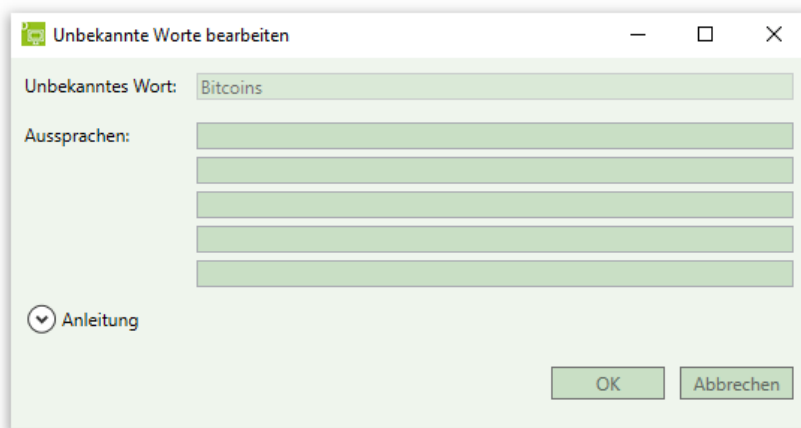 Unbekannte Worte bearbeiten
Unbekanntes Wort: Bitcoins
Aussprachen:
Anleitung
OK Abbrechen